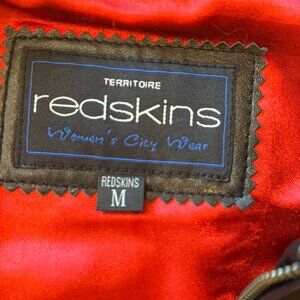 TERRITOIRE
redskins
Women's City Wear
REDSKINS
M